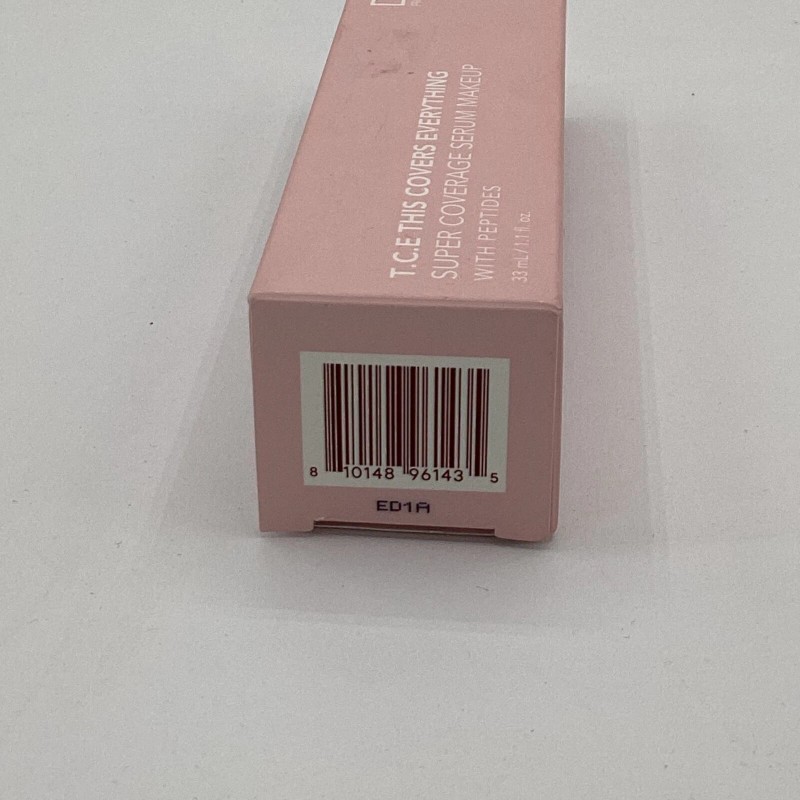 T.C.E THIS COVERS EVERYTHING
SUPER COVERAGE SERUM MAKEUP
WITH PEPTIDES
33 mL / 1.1 fl. oz.
8 10148 96143 5
ED1A